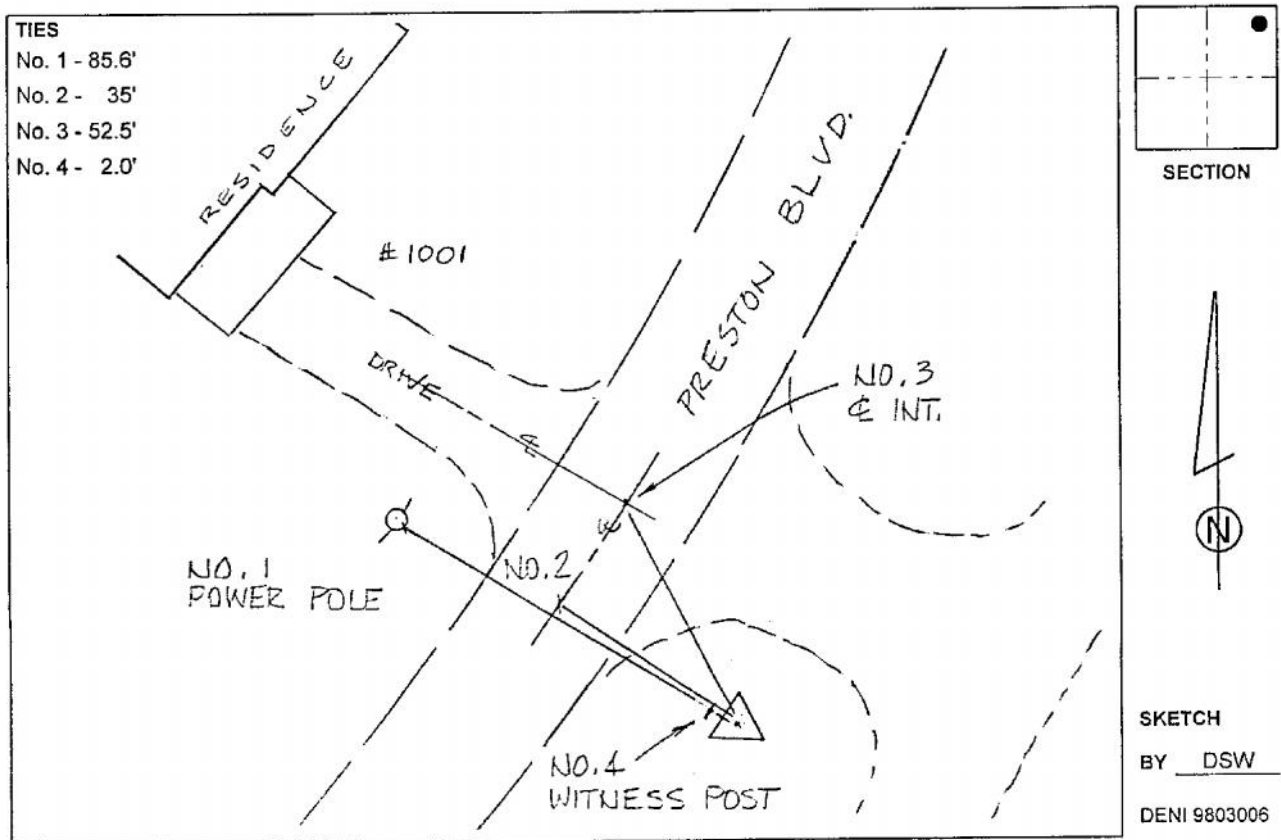 TIES
No. 1 - 85.6'
No. 2 - 35'
No. 3 - 52.5'
No. 4 - 2.0'
RESIDENCE
#1001
DRIVE
℄
PRESTON BLVD.
NO. 3
℄ INT.
℄
NO. 1
POWER POLE
NO. 2
NO. 4
WITNESS POST
SECTION
N
SKETCH
BY DSW
DENI 9803006